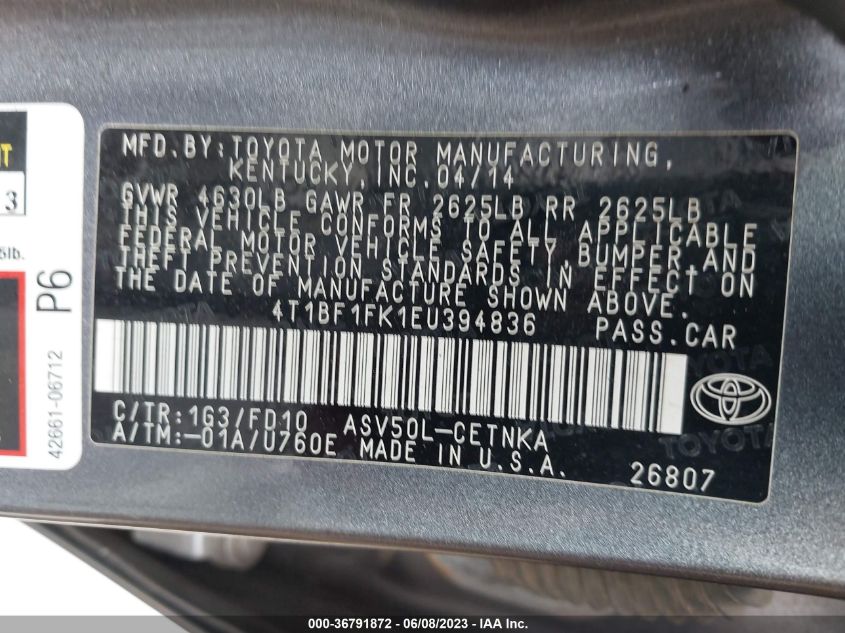 MFD.BY:TOYOTA MOTOR MANUFACTURING,
KENTUCKY, INC. 04/14
GVWR 4630LB GAWR FR 2625LB RR 2625LB
THIS VEHICLE CONFORMS TO ALL APPLICABLE
FEDERAL MOTOR VEHICLE SAFETY, BUMPER AND
THEFT PREVENTION STANDARDS IN EFFECT ON
THE DATE OF MANUFACTURE SHOWN ABOVE.
4T1BF1FK1EU394836 PASS.CAR
C/TR:1G3/FD10 ASV50L-CETNKA
A/TM:-01A/U760E MADE IN U.S.A.
26807
3
5lb.
P6
42661-06712
TOYOTA
000-36791872 - 06/08/2023 - IAA Inc.